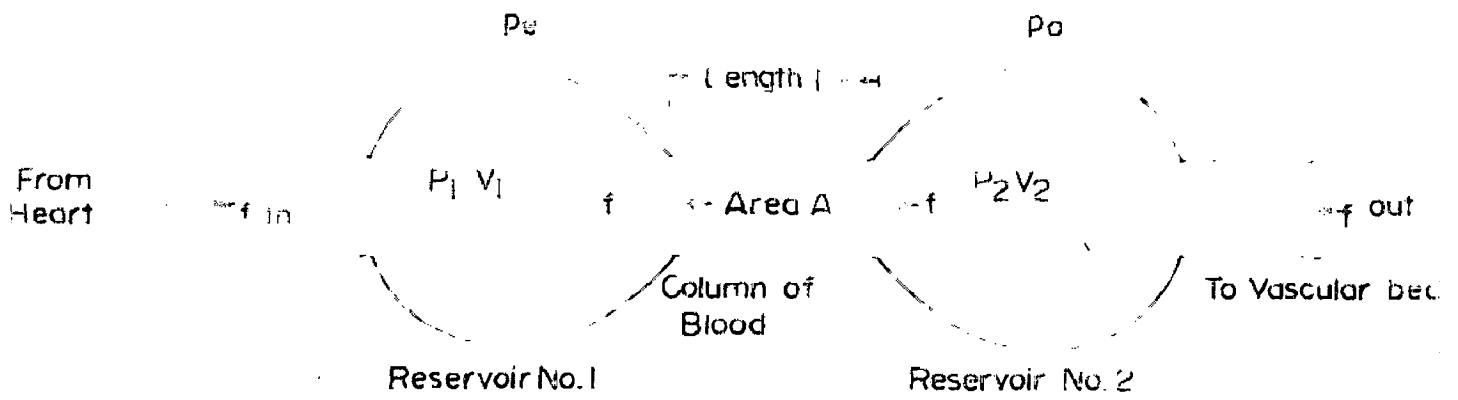 Pe Po
Length l
From Heart
f in
P1 V1
f
Area A
f
P2 V2
f out
Column of Blood
To Vascular
Reservoir No. 1
Reservoir No. 2